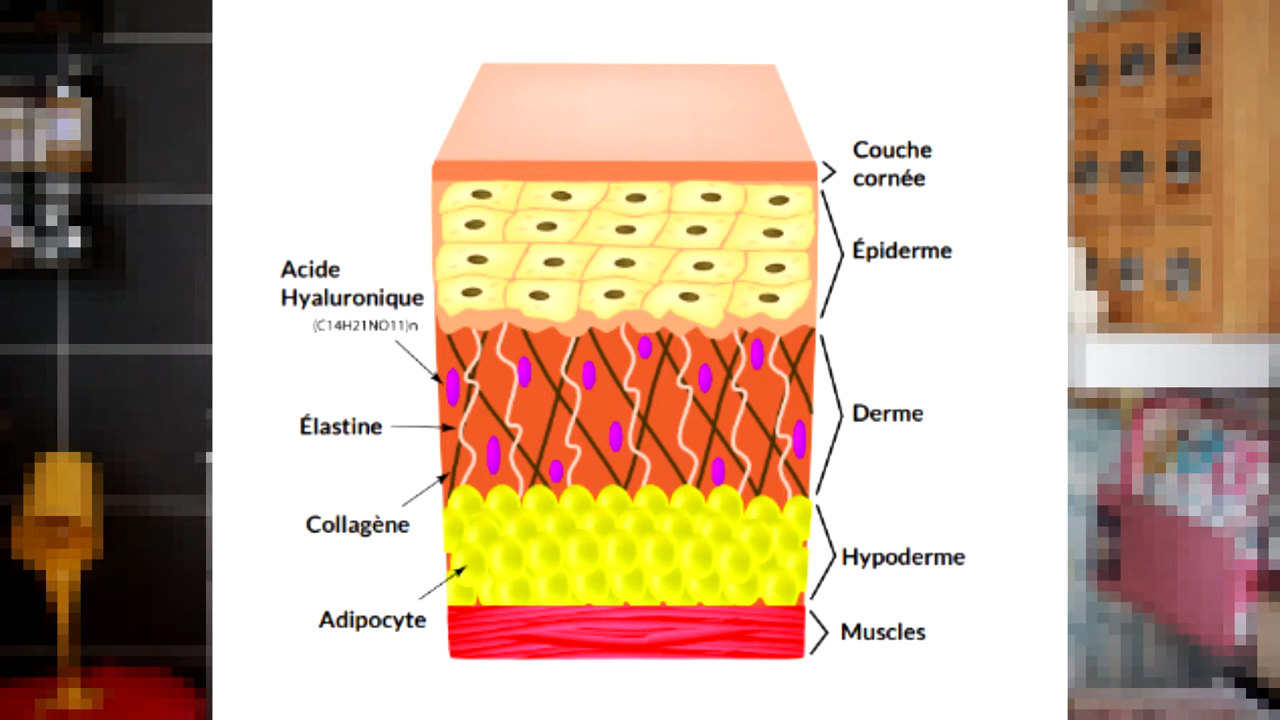 Couche
cornée
Épiderme
Acide
Hyaluronique
(C14H21NO11)n
Élastine
Derme
Collagène
Hypoderme
Adipocyte
Muscles